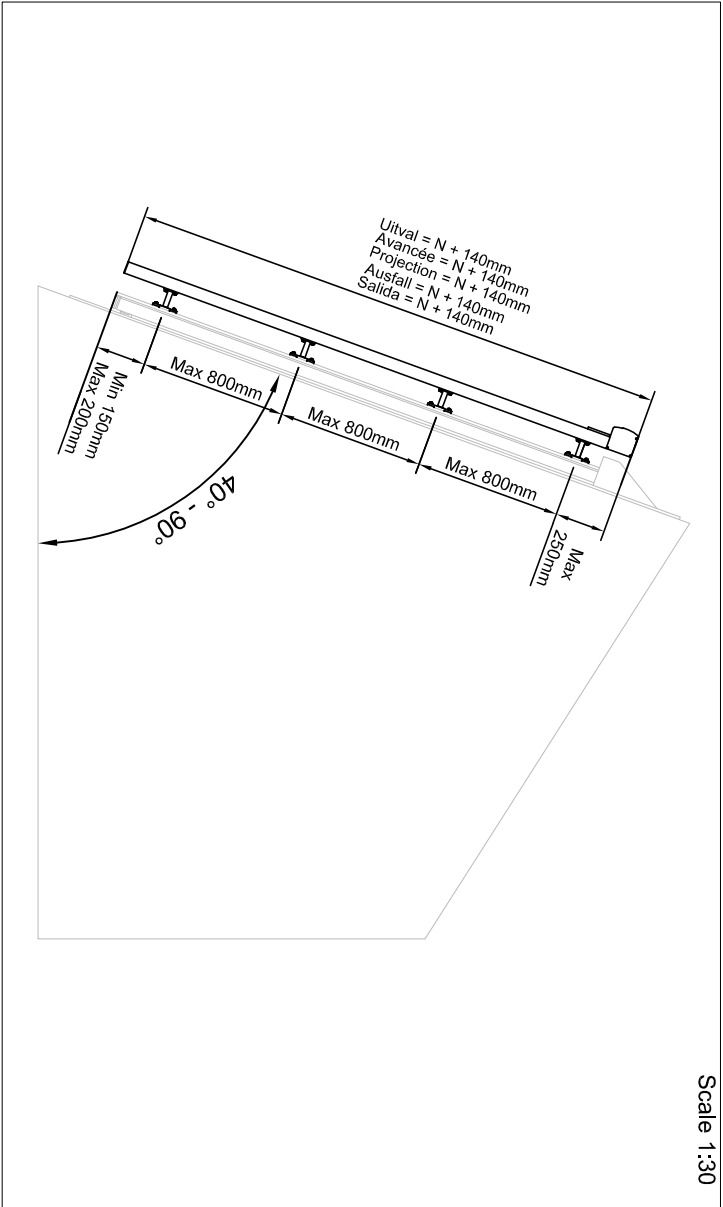 Scale 1:30
Uitval = N + 140mm
Avancée = N + 140mm
Projection = N + 140mm
Ausfall = N + 140mm
Salida = N + 140mm
Max 800mm
Max 800mm
Max 800mm
Min 150mm
Max 200mm
Max
250mm
40° - 90°